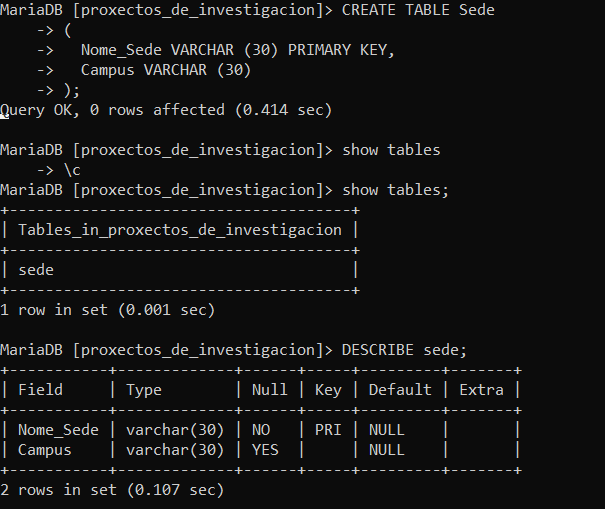 MariaDB [proxectos_de_investigacion]> CREATE TABLE Sede
    -> (
    ->   Nome_Sede VARCHAR (30) PRIMARY KEY,
    ->   Campus VARCHAR (30)
    -> );
Query OK, 0 rows affected (0.414 sec)

MariaDB [proxectos_de_investigacion]> show tables
    -> \c
MariaDB [proxectos_de_investigacion]> show tables;
+--------------------------------------+
| Tables_in_proxectos_de_investigacion |
+--------------------------------------+
| sede                                 |
+--------------------------------------+
1 row in set (0.001 sec)

MariaDB [proxectos_de_investigacion]> DESCRIBE sede;
+-----------+-------------+------+-----+---------+-------+
| Field     | Type        | Null | Key | Default | Extra |
+-----------+-------------+------+-----+---------+-------+
| Nome_Sede | varchar(30) | NO   | PRI | NULL    |       |
| Campus    | varchar(30) | YES  |     | NULL    |       |
+-----------+-------------+------+-----+---------+-------+
2 rows in set (0.107 sec)